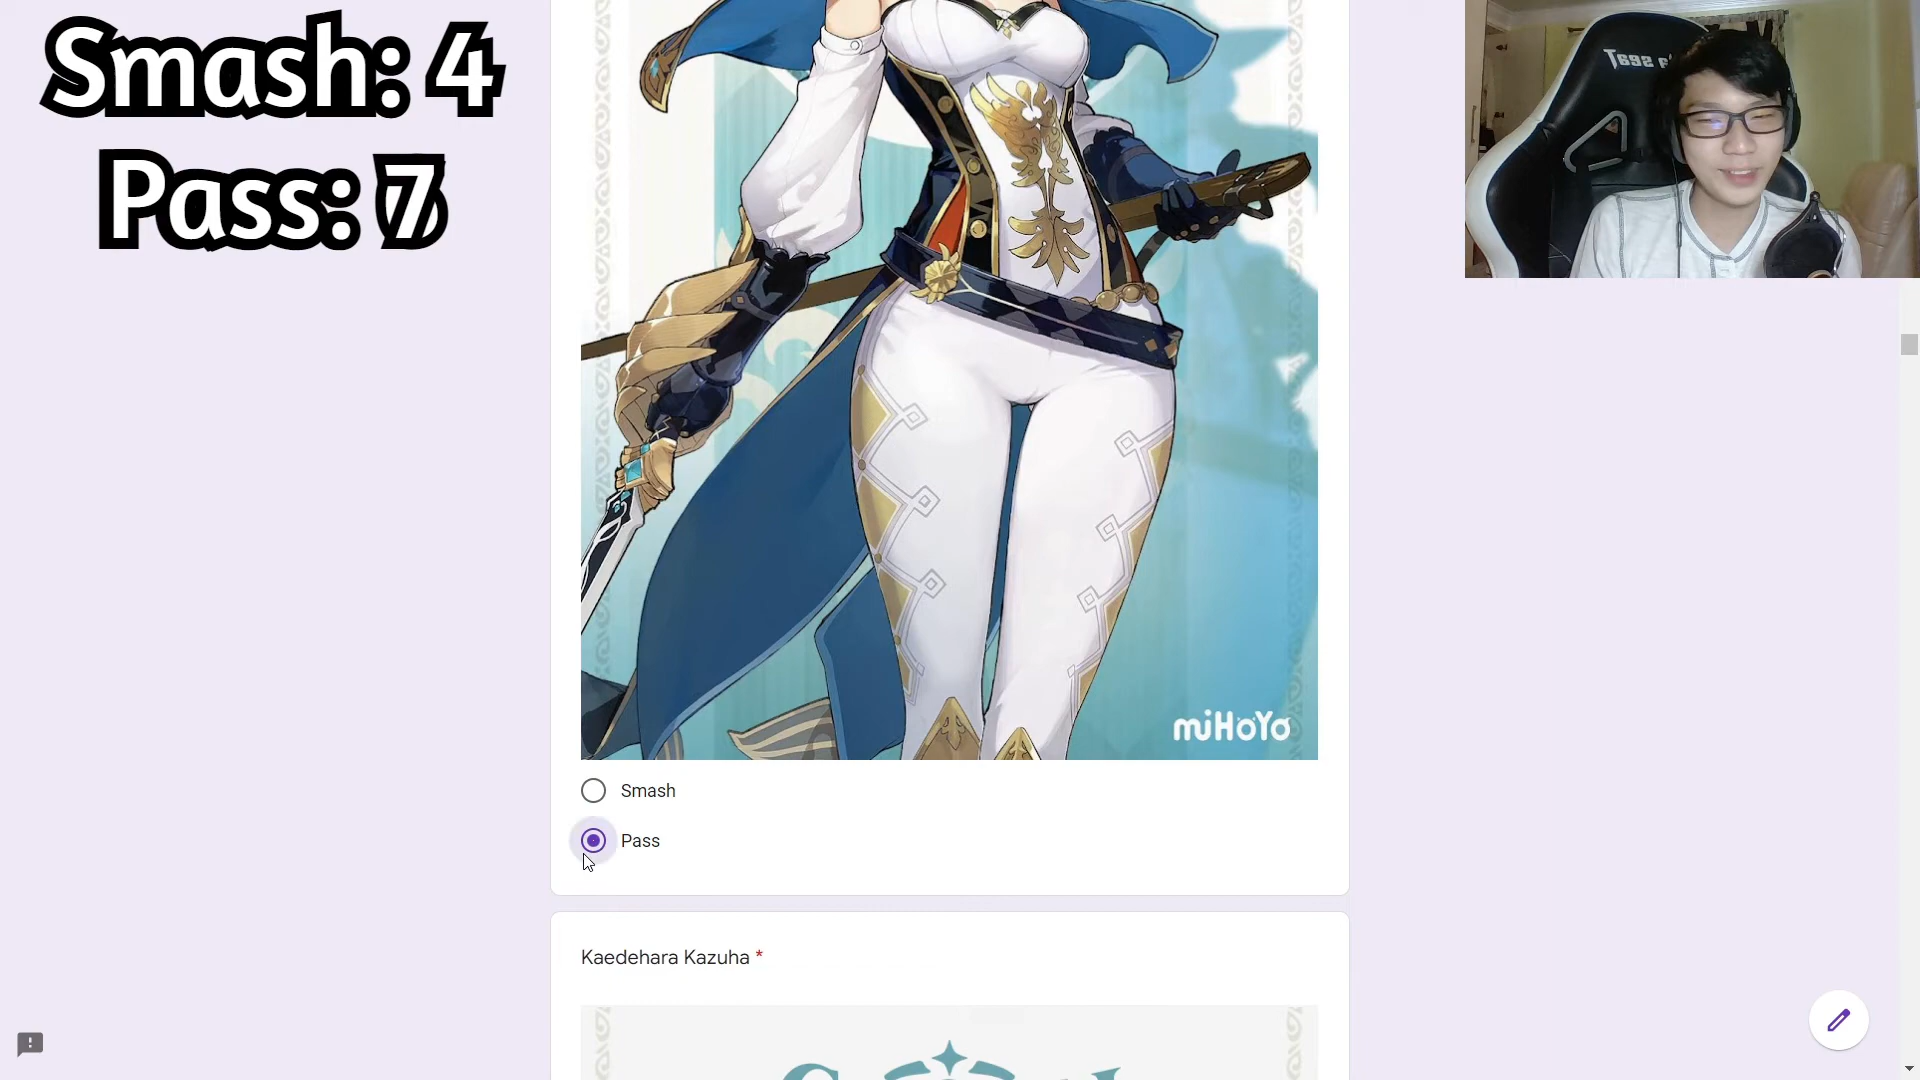 Smash: 4
Pass: 7
miHoYo
Smash
Pass
Kaedehara Kazuha *